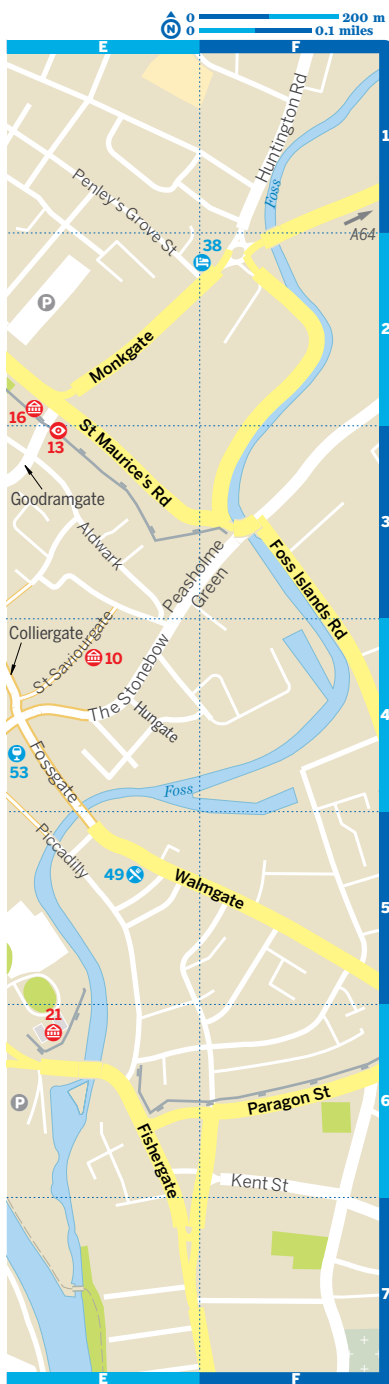 0 200 m
N
0 0.1 miles
E F
1
Huntington Rd
Foss
Penley's Grove St
38
A64
P
2
Monkgate
16
13
St Maurice's Rd
Goodramgate
3
Aldwark
Peasholme
Green
Foss Islands Rd
Colliergate
St Saviourgate
10
The Stonebow
Hungate
4
53
Fossgate
Foss
Piccadilly
49
Walmgate
5
21
P
6
Paragon St
Fishergate
Kent St
7
E F